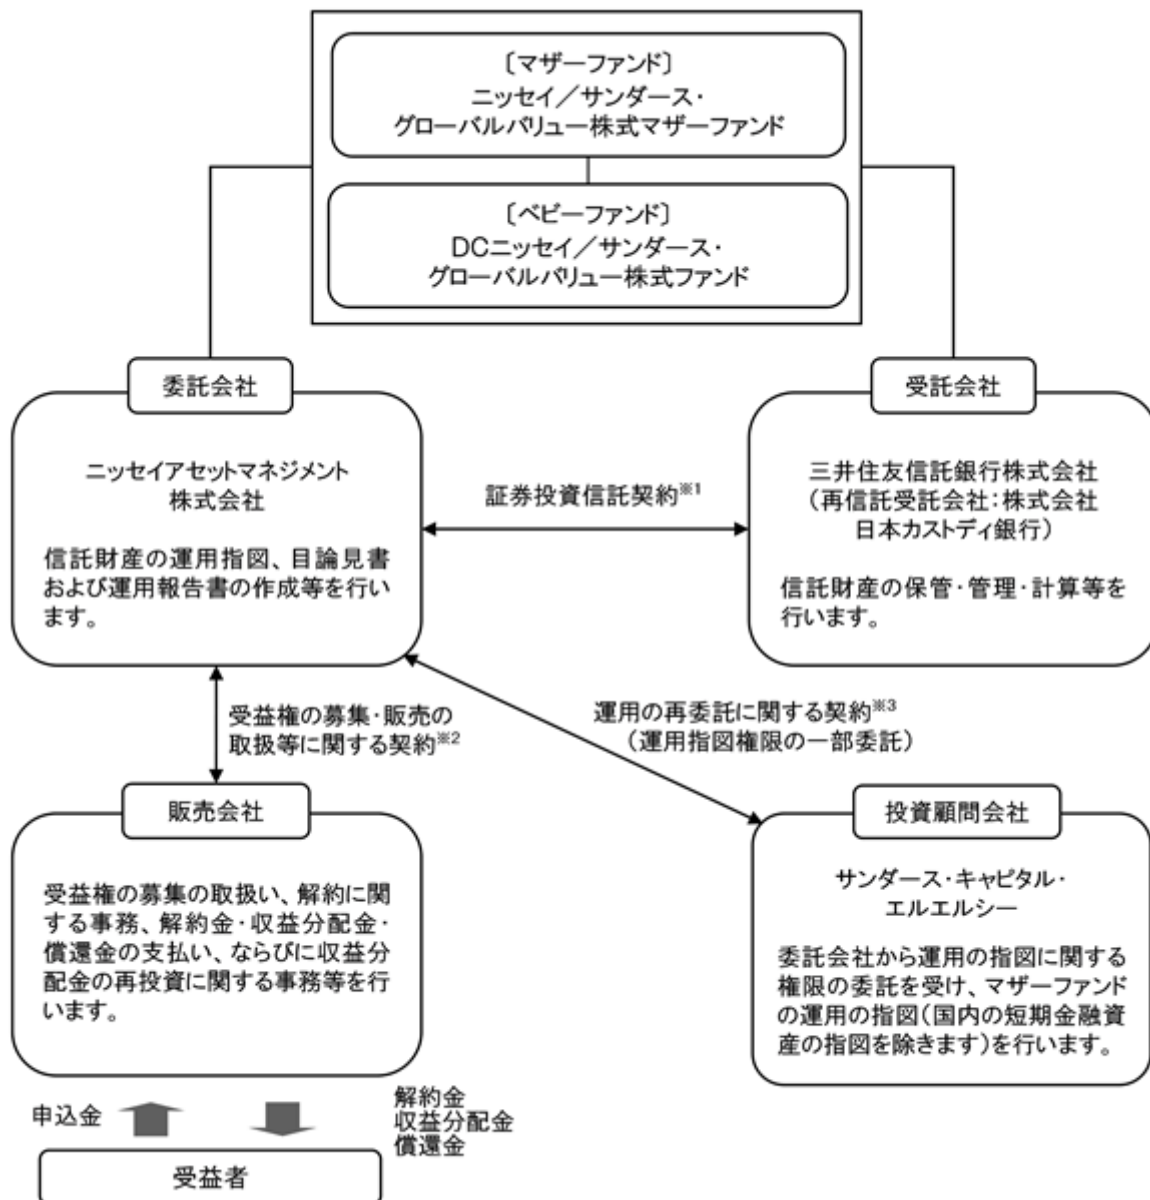 〔マザーファンド〕
ニッセイ／サンダース・
グローバルバリュー株式マザーファンド
〔ベビーファンド〕
DCニッセイ／サンダース・
グローバルバリュー株式ファンド
委託会社
ニッセイアセットマネジメント
株式会社
信託財産の運用指図、目論見書
および運用報告書の作成等を行い
ます。
証券投資信託契約※1
受託会社
三井住友信託銀行株式会社
（再信託受託会社：株式会社
日本カストディ銀行）
信託財産の保管・管理・計算等を
行います。
受益権の募集・販売の
取扱等に関する契約※2
運用の再委託に関する契約※3
（運用指図権限の一部委託）
販売会社
受益権の募集の取扱い、解約に関
する事務、解約金・収益分配金・
償還金の支払い、ならびに収益分
配金の再投資に関する事務等を行
います。
投資顧問会社
サンダース・キャピタル・
エルエルシー
委託会社から運用の指図に関する
権限の委託を受け、マザーファンド
の運用の指図（国内の短期金融資
産の指図を除きます）を行います。
申込金
解約金
収益分配金
償還金
受益者